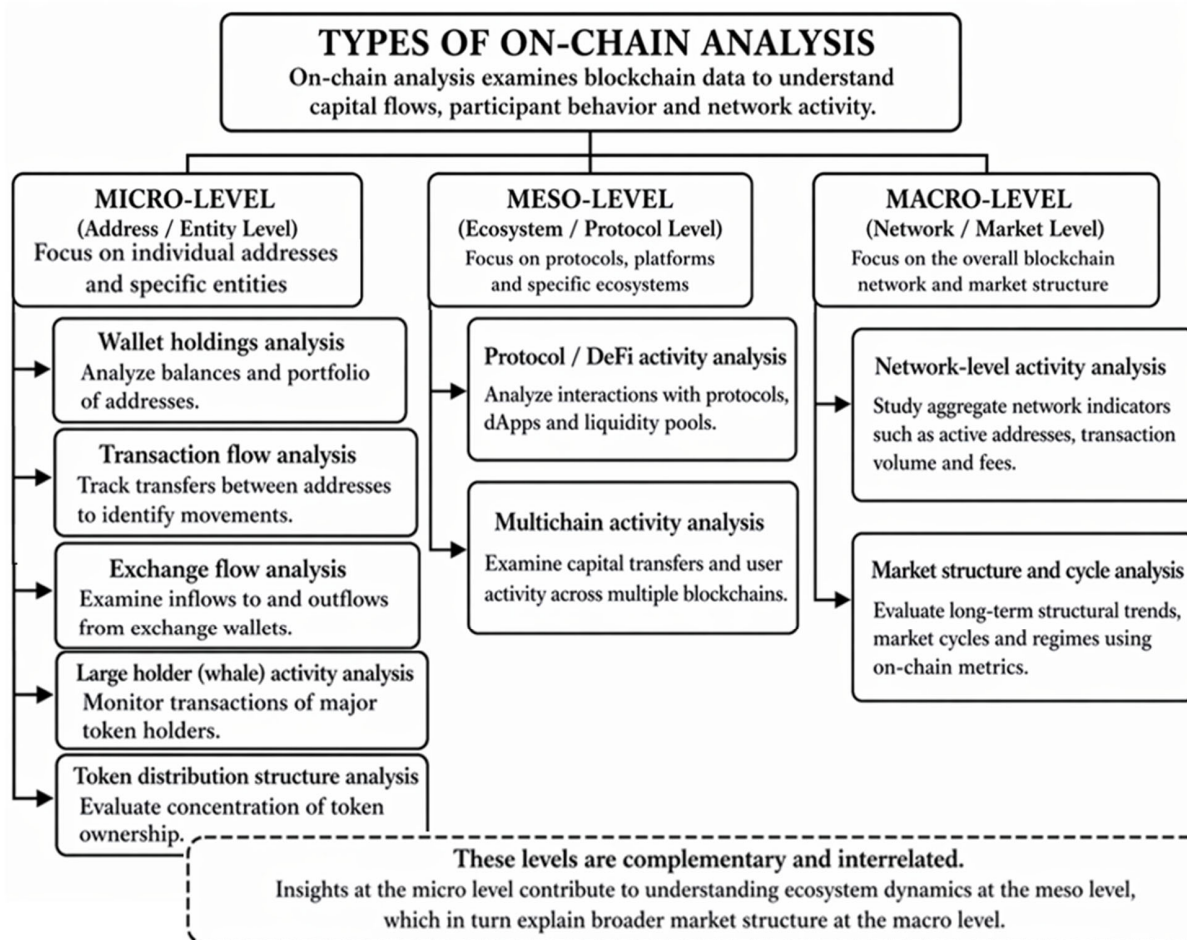 TYPES OF ON-CHAIN ANALYSIS
On-chain analysis examines blockchain data to understand
capital flows, participant behavior and network activity.
MICRO-LEVEL
(Address / Entity Level)
Focus on individual addresses
and specific entities
Wallet holdings analysis
Analyze balances and portfolio
of addresses.
Transaction flow analysis
Track transfers between addresses
to identify movements.
Exchange flow analysis
Examine inflows to and outflows
from exchange wallets.
Large holder (whale) activity analysis
Monitor transactions of major
token holders.
Token distribution structure analysis
Evaluate concentration of token
ownership.
MESO-LEVEL
(Ecosystem / Protocol Level)
Focus on protocols, platforms
and specific ecosystems
Protocol / DeFi activity analysis
Analyze interactions with protocols,
dApps and liquidity pools.
Multichain activity analysis
Examine capital transfers and user
activity across multiple blockchains.
MACRO-LEVEL
(Network / Market Level)
Focus on the overall blockchain
network and market structure
Network-level activity analysis
Study aggregate network indicators
such as active addresses, transaction
volume and fees.
Market structure and cycle analysis
Evaluate long-term structural trends,
market cycles and regimes using
on-chain metrics.
These levels are complementary and interrelated.
Insights at the micro level contribute to understanding ecosystem dynamics at the meso level,
which in turn explain broader market structure at the macro level.